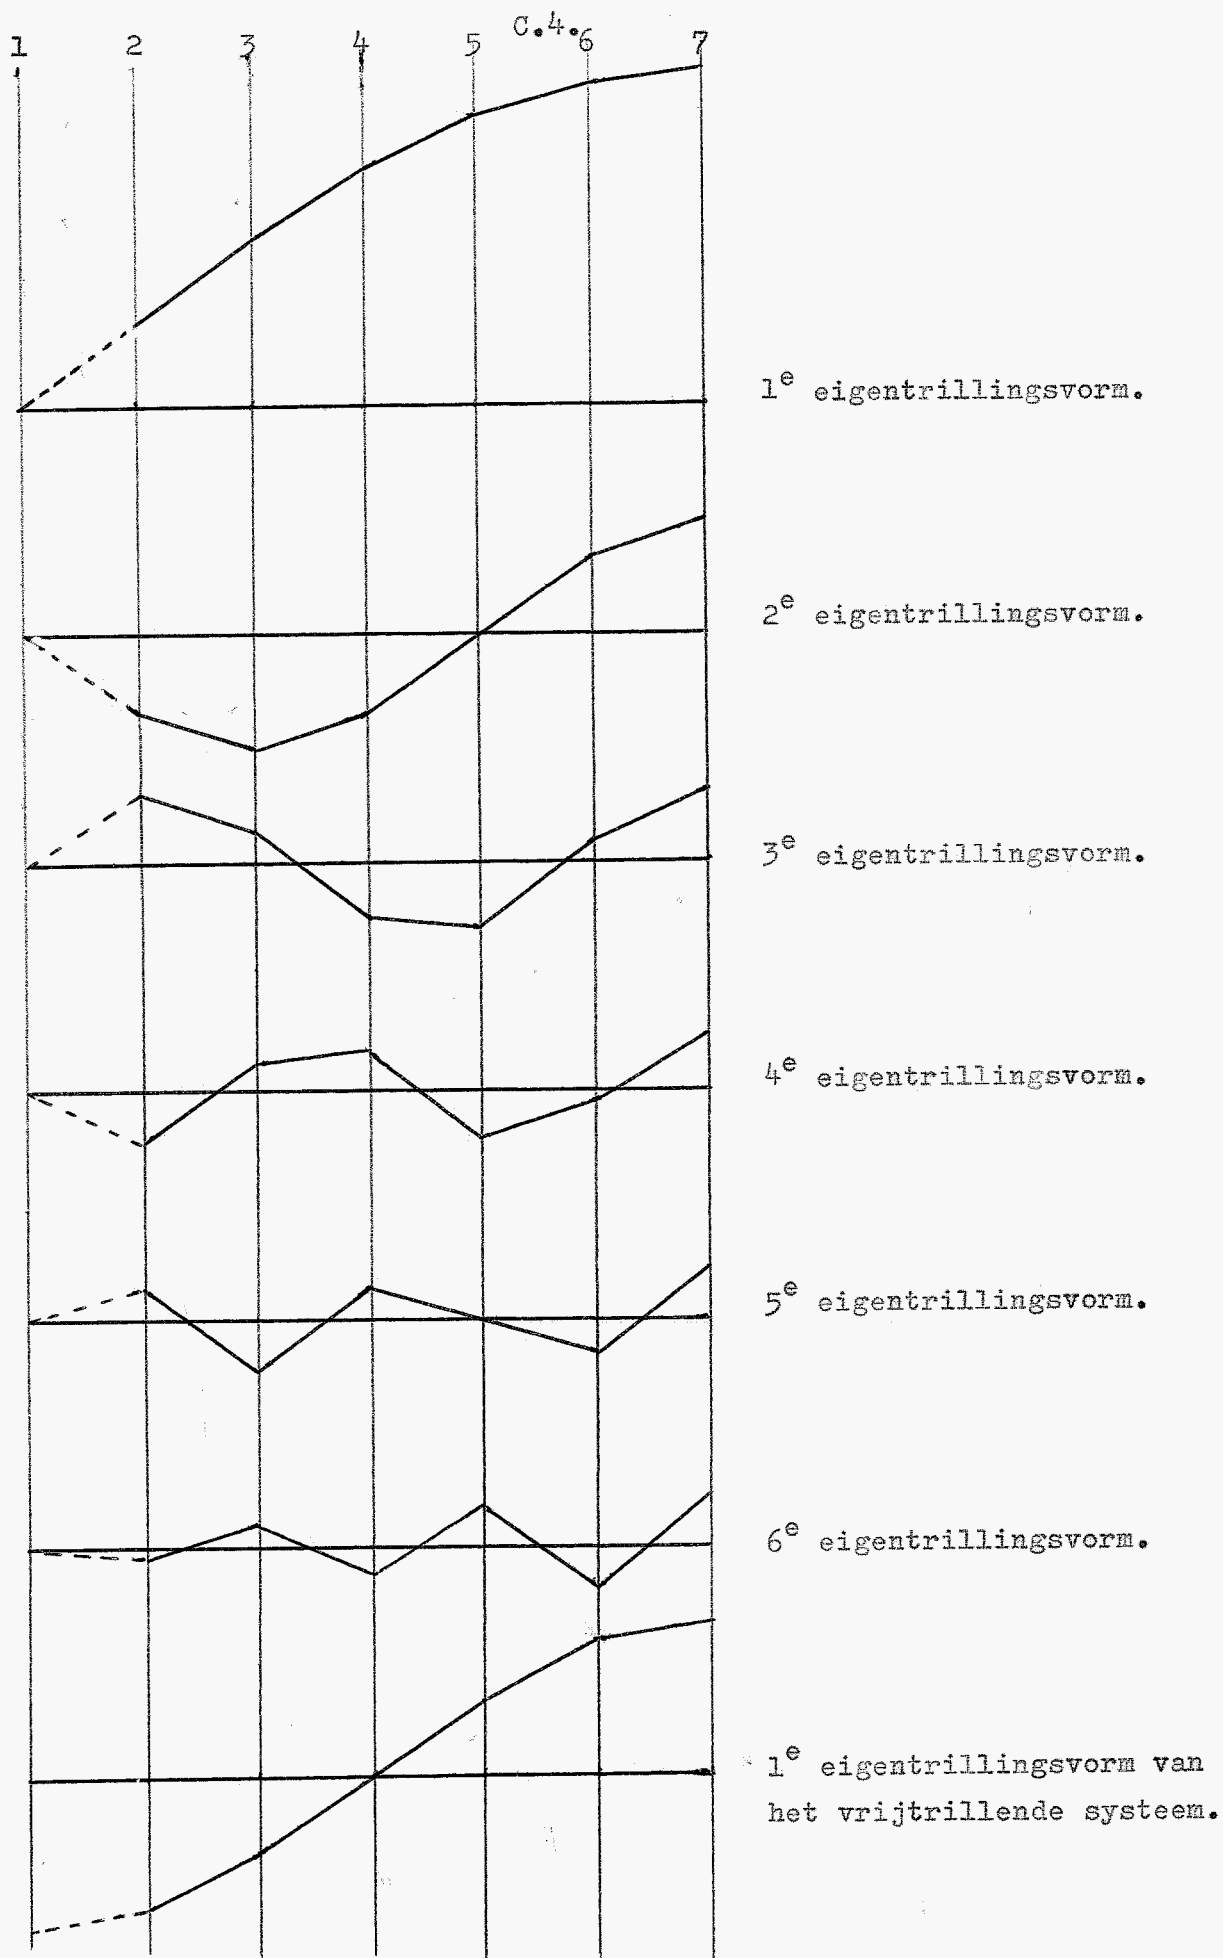 C.4.
1 2 3 4 5 6 7
1e eigentrillingsvorm.
2e eigentrillingsvorm.
3e eigentrillingsvorm.
4e eigentrillingsvorm.
5e eigentrillingsvorm.
6e eigentrillingsvorm.
1e eigentrillingsvorm van
het vrijtrillende systeem.